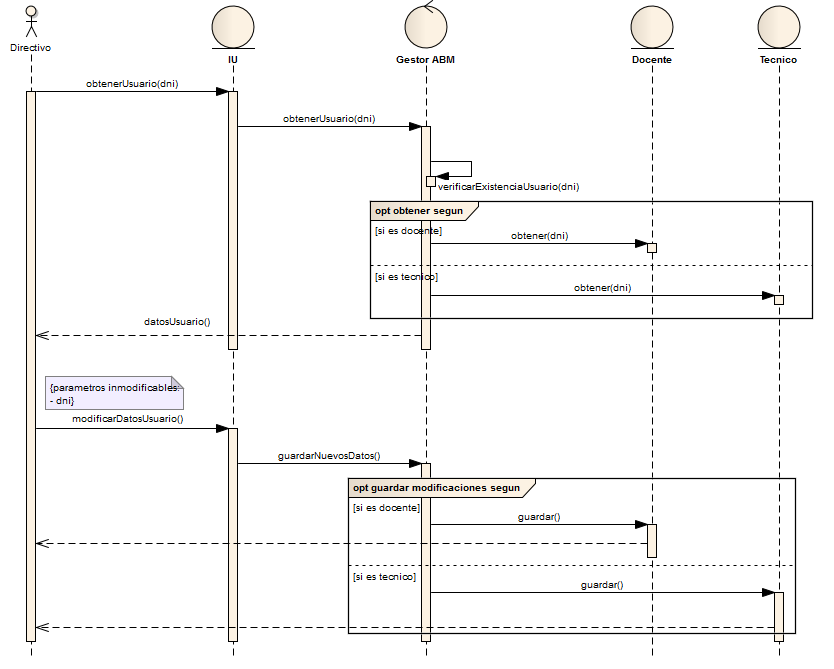 Directivo
IU
Gestor ABM
Docente
Tecnico
obtenerUsuario(dni)
obtenerUsuario(dni)
verificarExistenciaUsuario(dni)
opt obtener segun
[si es docente]
obtener(dni)
[si es tecnico]
obtener(dni)
datosUsuario()
{parametros inmodificables:
- dni}
modificarDatosUsuario()
guardarNuevosDatos()
opt guardar modificaciones segun
[si es docente]
guardar()
[si es tecnico]
guardar()